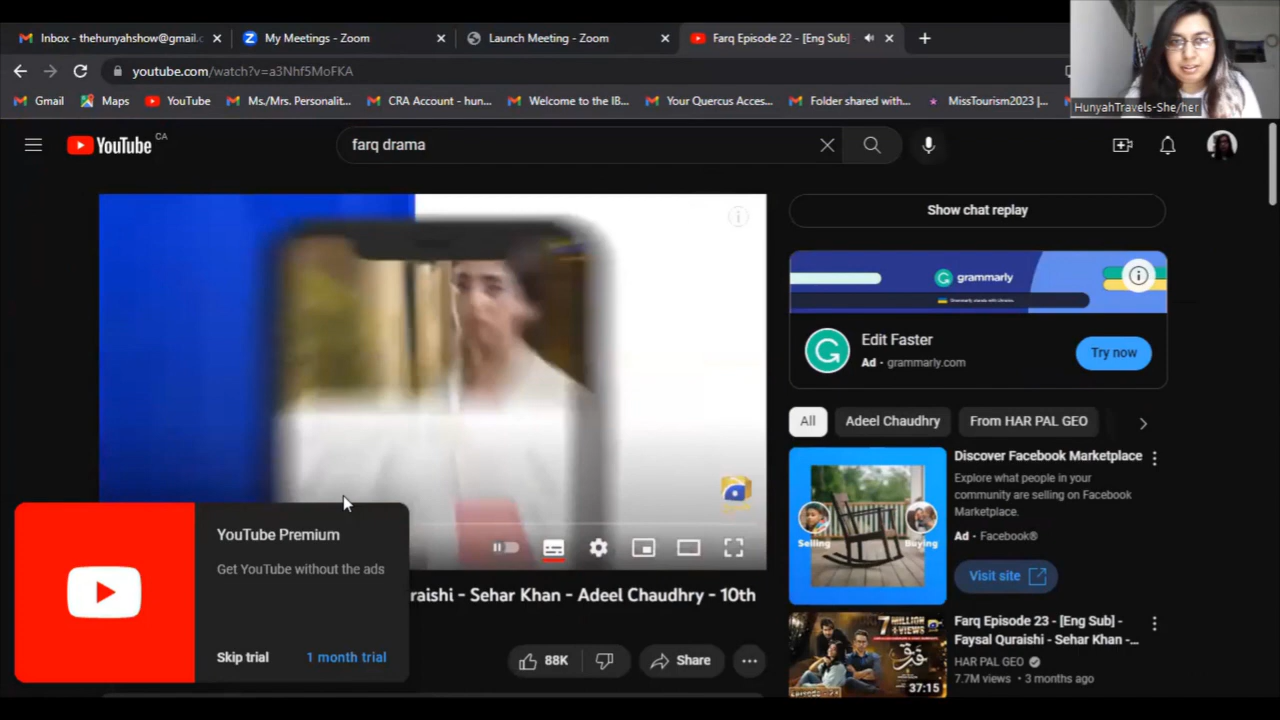 Inbox - thehunyahshow@gmail.c
My Meetings - Zoom
Launch Meeting - Zoom
Farq Episode 22 - [Eng Sub]
youtube.com/watch?v=a3Nhf5MoFKA
Gmail
Maps
YouTube
Ms./Mrs. Personalit...
CRA Account - hun...
Welcome to the IB...
Your Quercus Acces...
Folder shared with...
MissTourism2023 |...
HunyahTravels-She/her
YouTube CA
farq drama
Show chat replay
grammarly
Grammarly stands with Ukraine.
Edit Faster
Ad · grammarly.com
Try now
All
Adeel Chaudhry
From HAR PAL GEO
Selling
Buying
Discover Facebook Marketplace
Explore what people in your
community are selling on Facebook
Marketplace.
Ad · Facebook®
Visit site
YouTube Premium
Get YouTube without the ads
Skip trial
1 month trial
raishi - Sehar Khan - Adeel Chaudhry - 10th
88K
Share
7 MILLION
VIEWS
فرق
37:15
Farq Episode 23 - [Eng Sub] -
Faysal Quraishi - Sehar Khan -...
HAR PAL GEO
7.7M views · 3 months ago